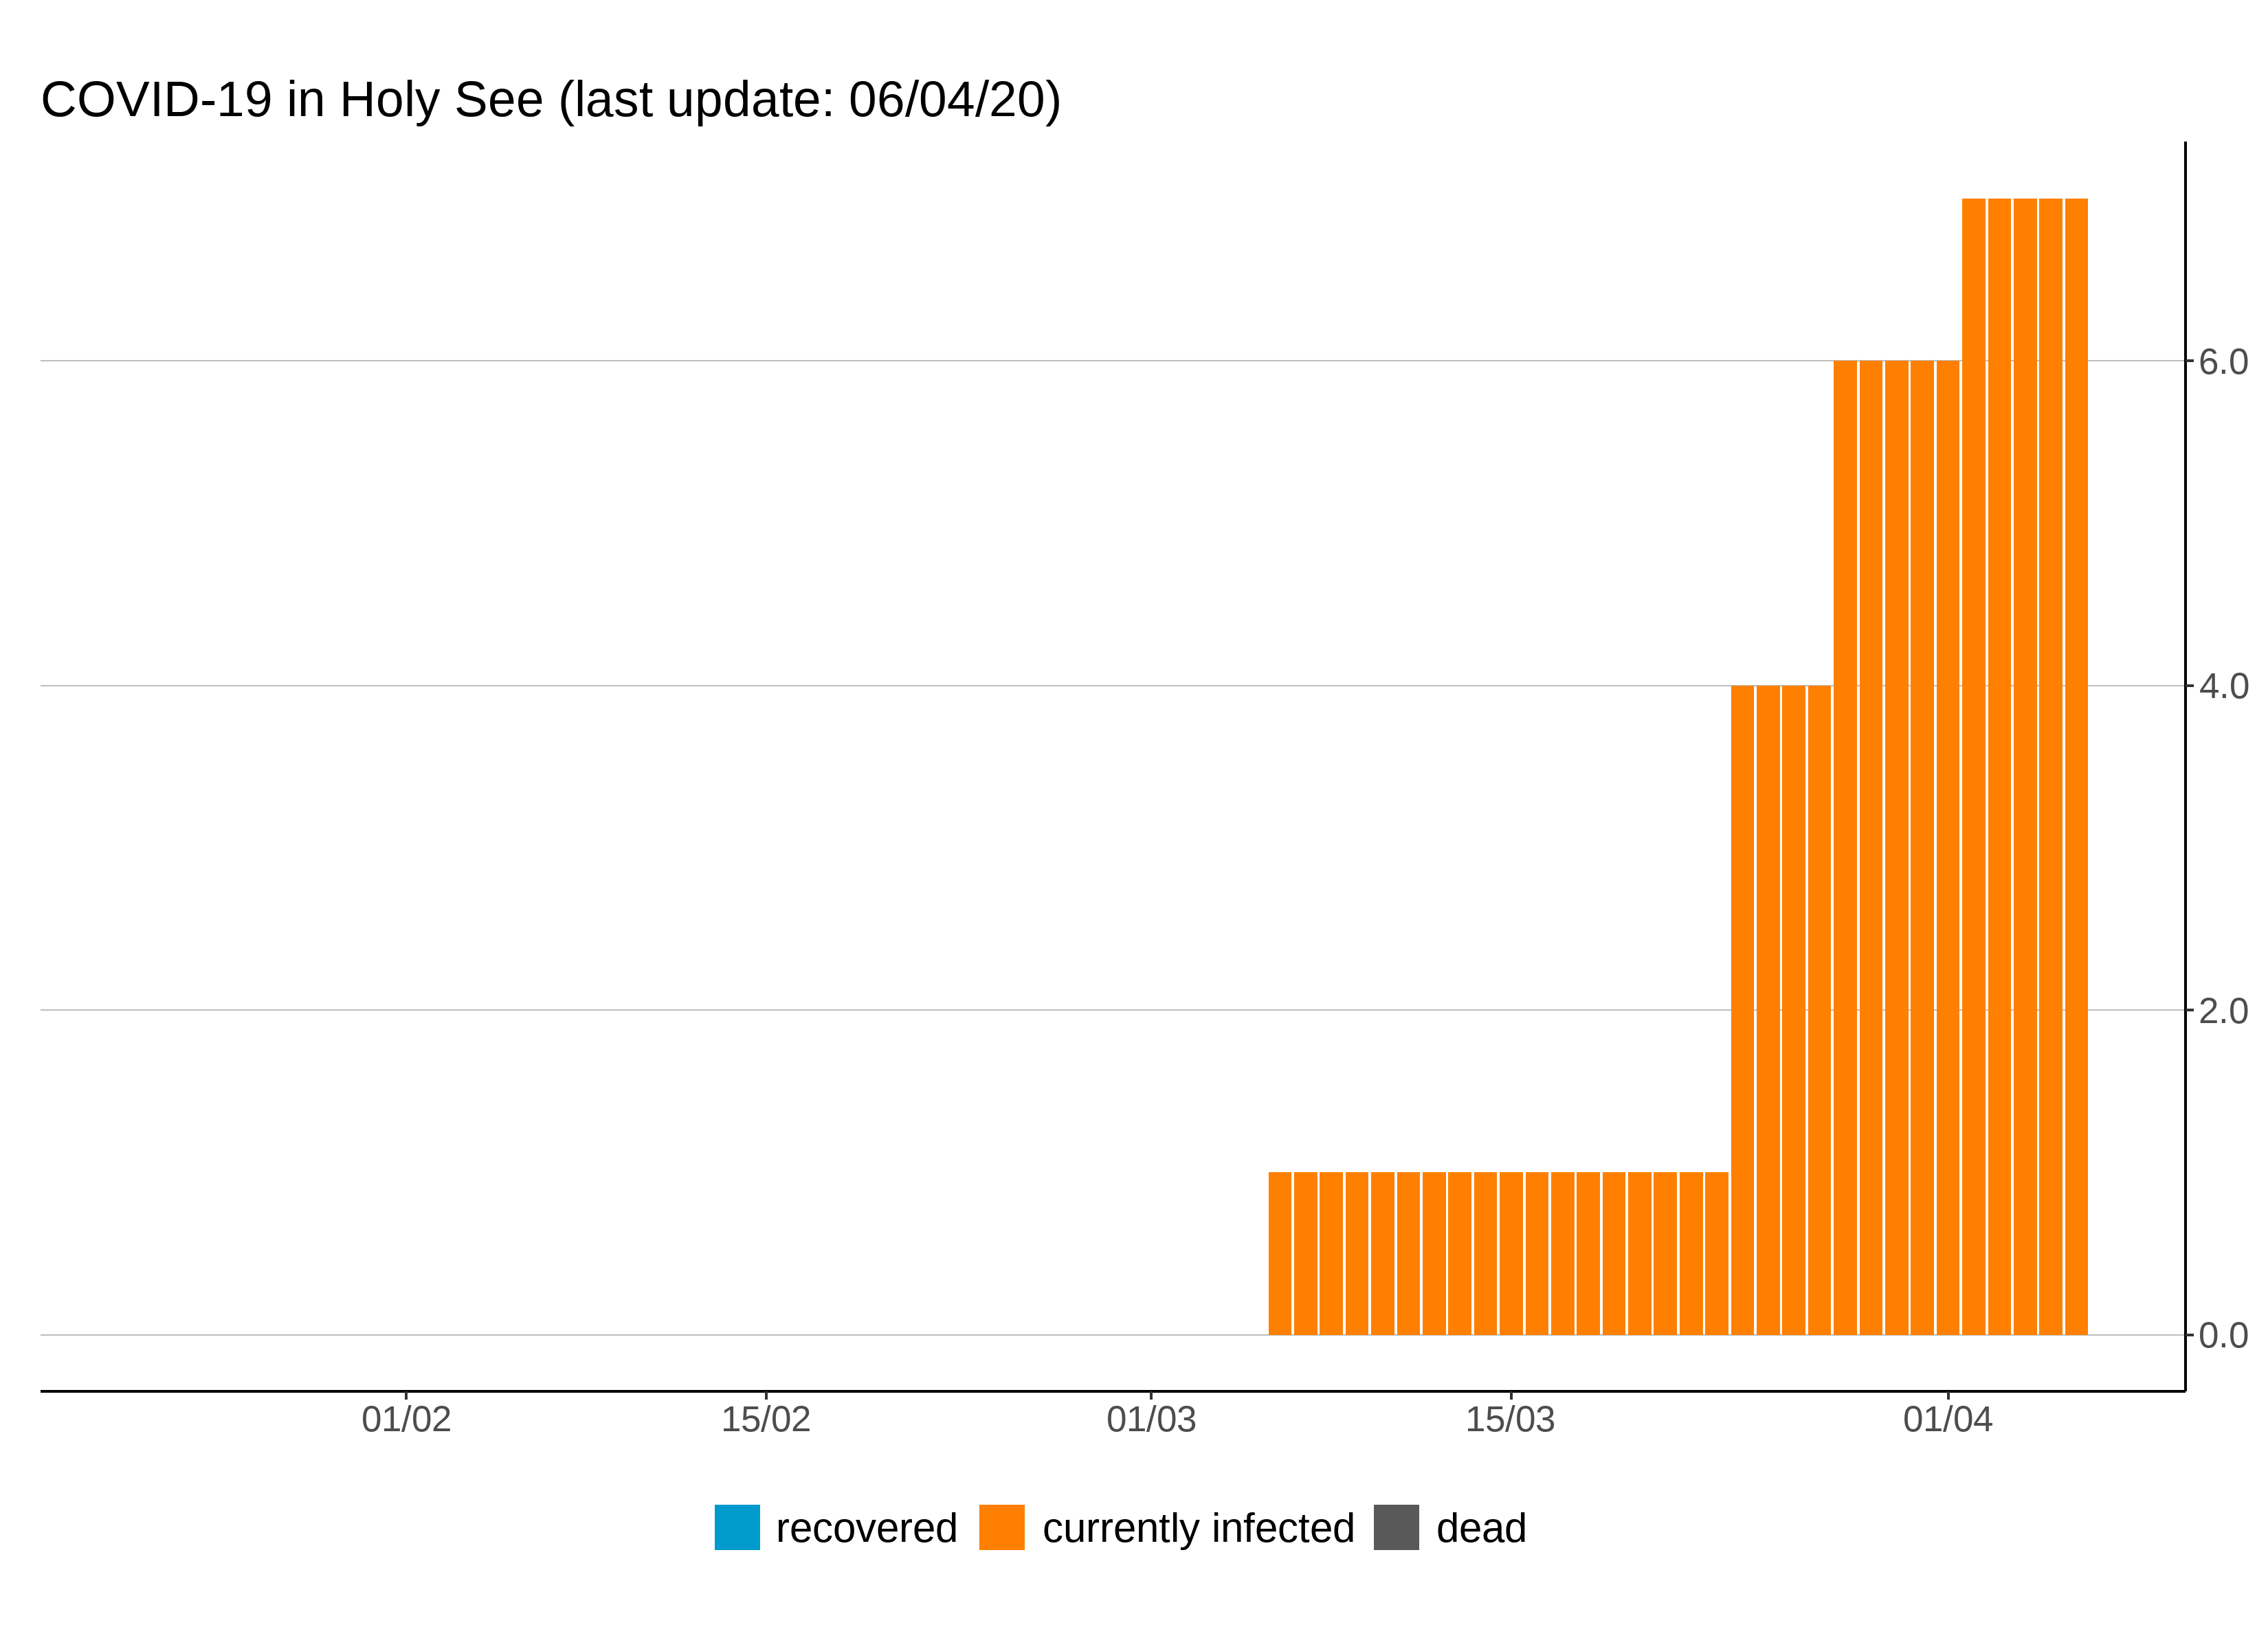 COVID-19 in Holy See (last update: 06/04/20)
6.0
4.0
2.0
0.0
01/02 15/02 01/03 15/03 01/04
recovered currently infected dead